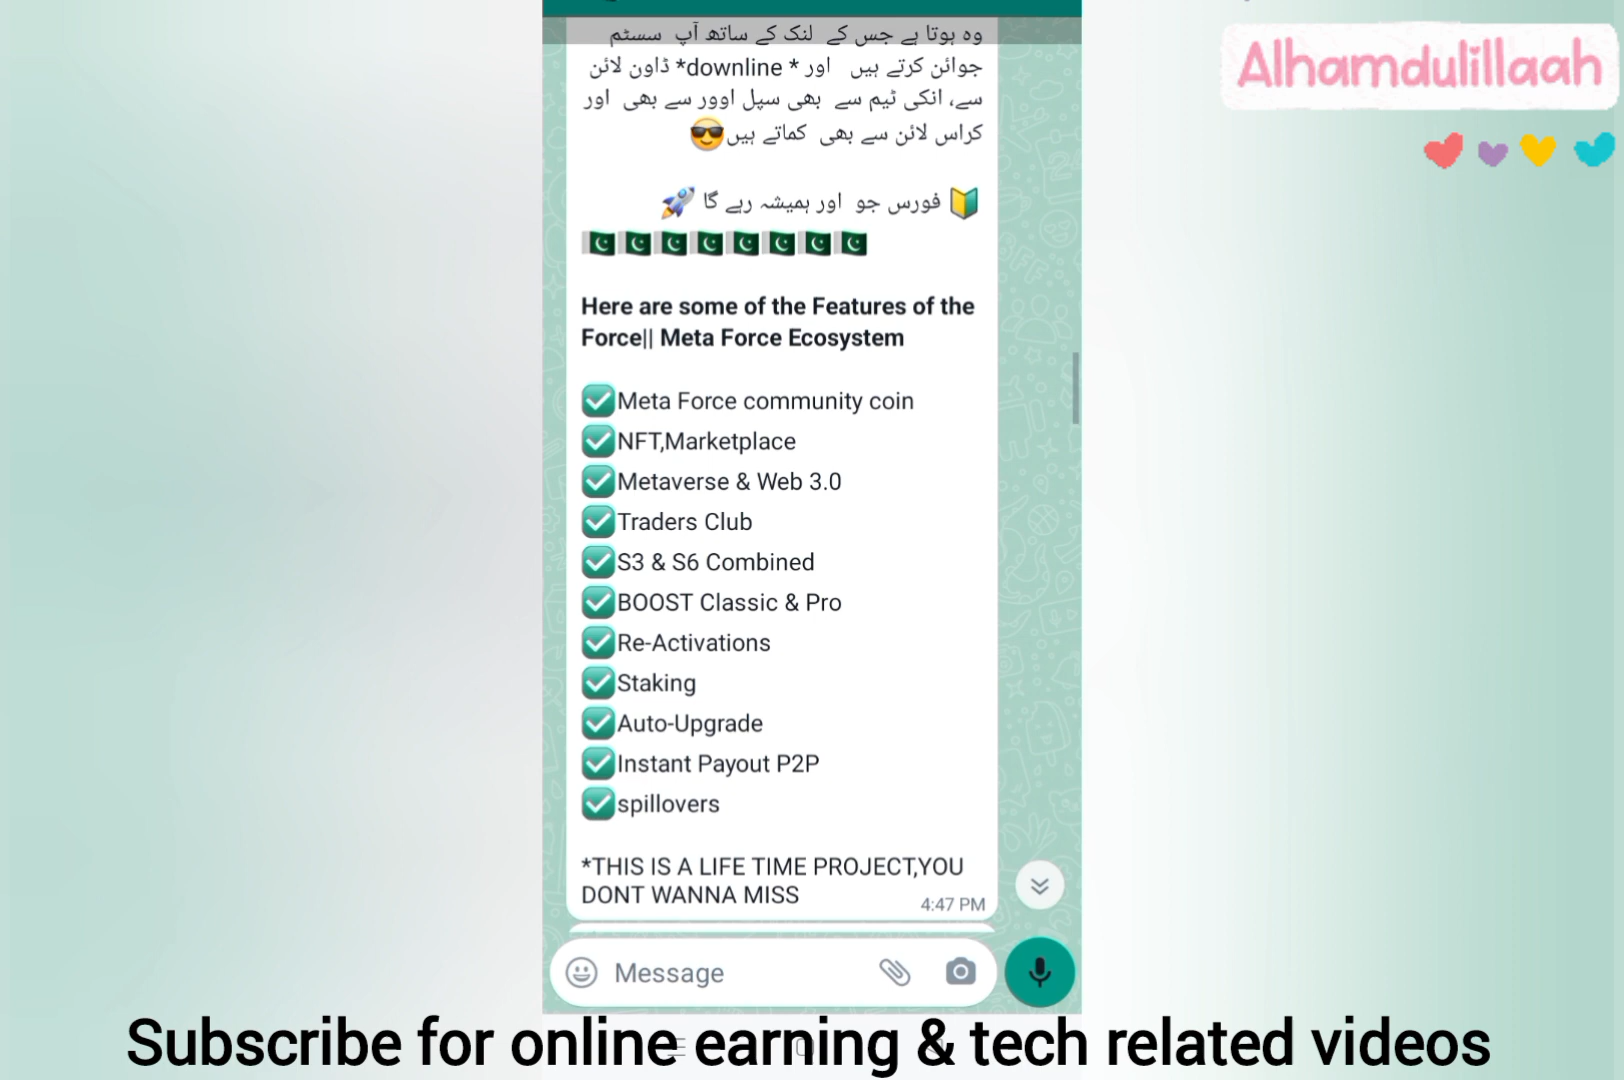 Alhamdulillaah
وہ ہوتا ہے جس کے لنک کے ساتھ آپ سسٹم
جوائن کرتے ہیں اور * downline* ڈاون لائن
سے، انکی ٹیم سے بھی سپل اوور سے بھی اور
کراس لائن سے بھی کماتے ہیں😎
🔰 فورس جو اور ہمیشہ رہے گا 🚀
🇵🇰🇵🇰🇵🇰🇵🇰🇵🇰🇵🇰🇵🇰🇵🇰
Here are some of the Features of the
Force|| Meta Force Ecosystem
✅Meta Force community coin
✅NFT,Marketplace
✅Metaverse & Web 3.0
✅Traders Club
✅S3 & S6 Combined
✅BOOST Classic & Pro
✅Re-Activations
✅Staking
✅Auto-Upgrade
✅Instant Payout P2P
✅spillovers
*THIS IS A LIFE TIME PROJECT,YOU
DONT WANNA MISS
4:47 PM
Message
Subscribe for online earning & tech related videos